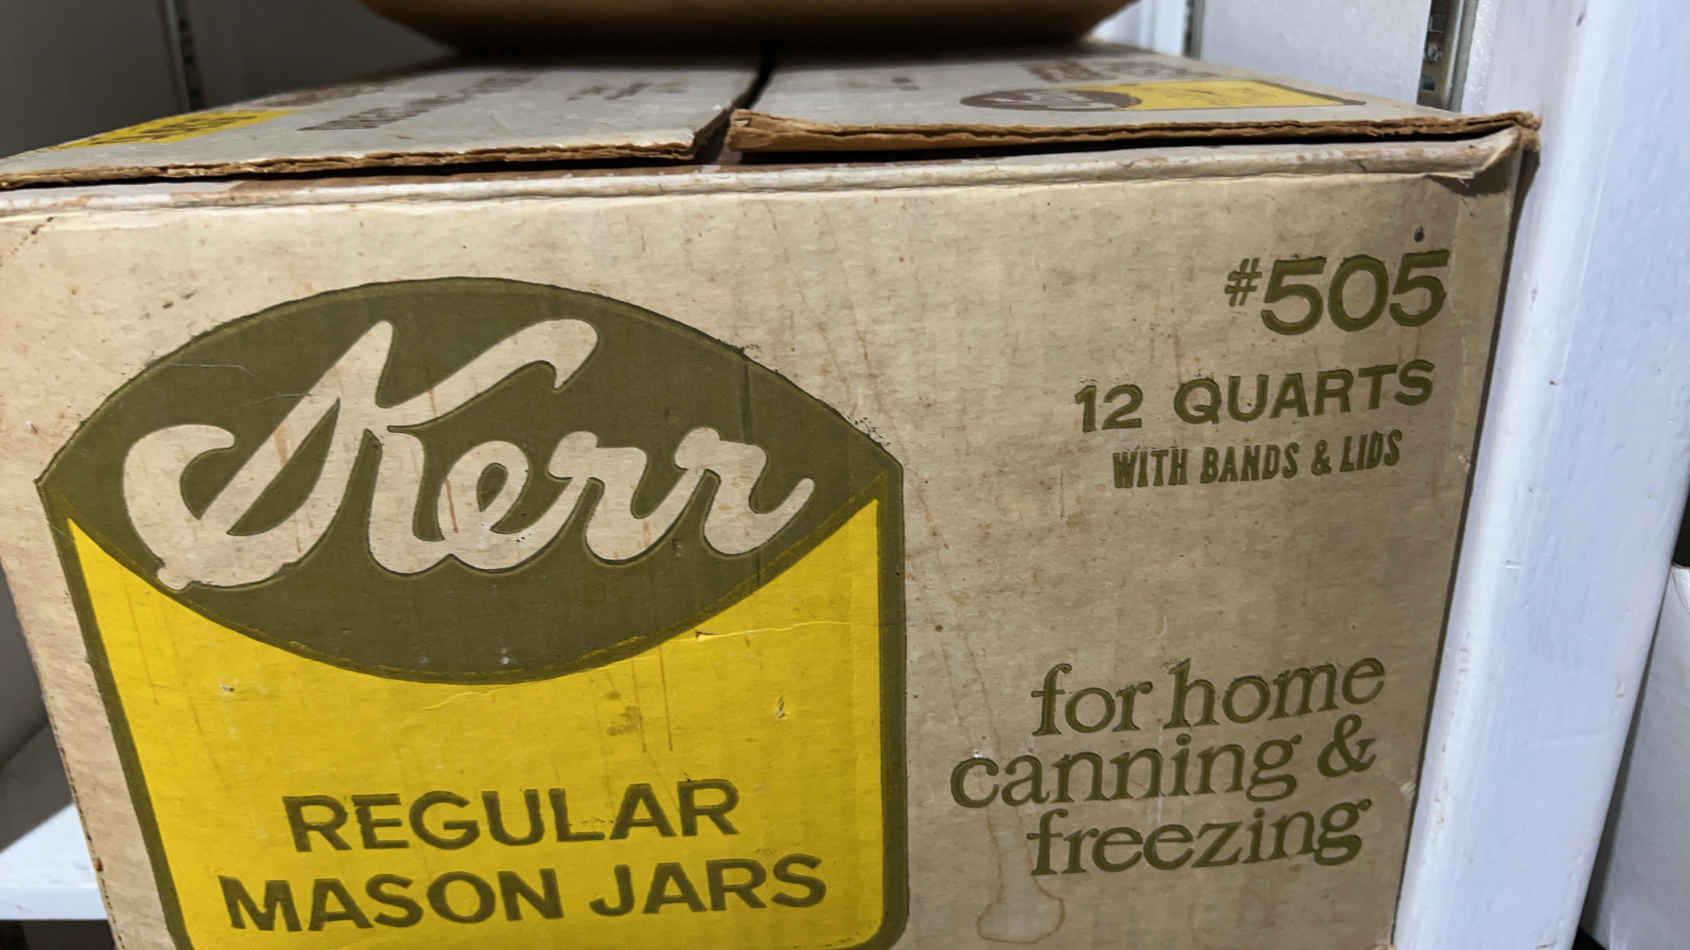 Kerr
REGULAR
MASON JARS
#505
12 QUARTS
WITH BANDS & LIDS
for home
canning &
freezing